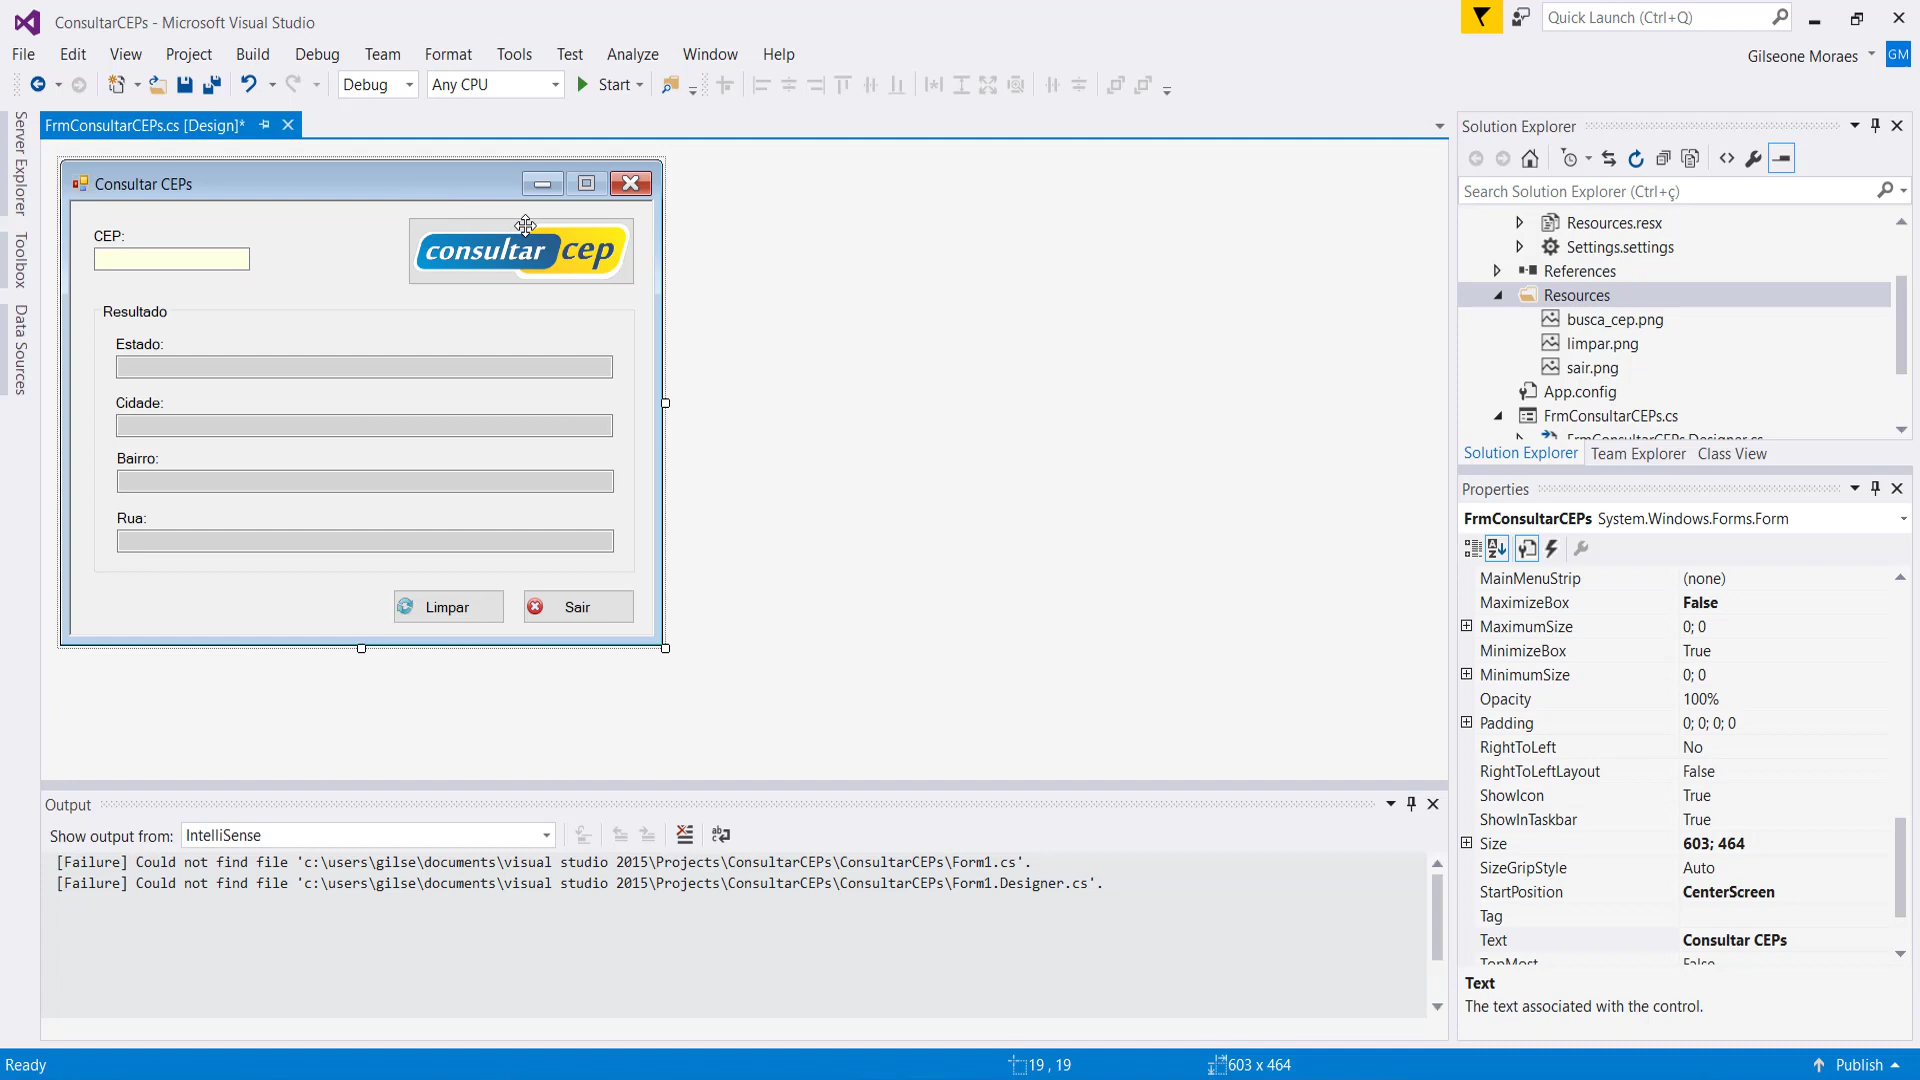 ConsultarCEPs - Microsoft Visual Studio
Quick Launch (Ctrl+Q)
File Edit View Project Build Debug Team Format Tools Test Analyze Window Help
Gilseone Moraes GM
Debug Any CPU Start
Server Explorer
Toolbox
Data Sources
FrmConsultarCEPs.cs [Design]*
Consultar CEPs
CEP:
consultar cep
Resultado
Estado:
Cidade:
Bairro:
Rua:
Limpar Sair
Output
Show output from: IntelliSense
[Failure] Could not find file 'c:\users\gilse\documents\visual studio 2015\Projects\ConsultarCEPs\ConsultarCEPs\Form1.cs'.
[Failure] Could not find file 'c:\users\gilse\documents\visual studio 2015\Projects\ConsultarCEPs\ConsultarCEPs\Form1.Designer.cs'.
Solution Explorer
Search Solution Explorer (Ctrl+ç)
Resources.resx
Settings.settings
References
Resources
busca_cep.png
limpar.png
sair.png
App.config
FrmConsultarCEPs.cs
FrmConsultarCEPs.Designer.cs
Solution Explorer Team Explorer Class View
Properties
FrmConsultarCEPs System.Windows.Forms.Form
MainMenuStrip (none)
MaximizeBox False
MaximumSize 0; 0
MinimizeBox True
MinimumSize 0; 0
Opacity 100%
Padding 0; 0; 0; 0
RightToLeft No
RightToLeftLayout False
ShowIcon True
ShowInTaskbar True
Size 603; 464
SizeGripStyle Auto
StartPosition CenterScreen
Tag
Text Consultar CEPs
TopMost False
Text
The text associated with the control.
Ready 19 , 19 603 x 464 Publish